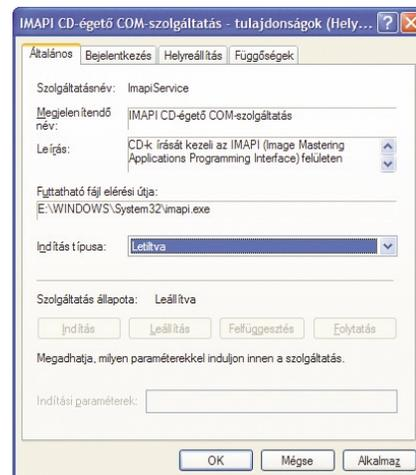 IMAPI CD-égető COM-szolgáltatás - tulajdonságok (Hely...
Általános Bejelentkezés Helyreállítás Függőségek
Szolgáltatásnév: ImapiService
Megjelenítendő név: IMAPI CD-égető COM-szolgáltatás
Leírás: CD-k írását kezeli az IMAPI (Image Mastering
Applications Programming Interface) felületen
Futtatható fájl elérési útja:
E:\WINDOWS\System32\imapi.exe
Indítás típusa: Letiltva
Szolgáltatás állapota: Leállítva
Indítás Leállítás Felfüggesztés Folytatás
Megadhatja, milyen paraméterekkel induljon innen a szolgáltatás.
Indítási paraméterek:
OK Mégse Alkalmaz